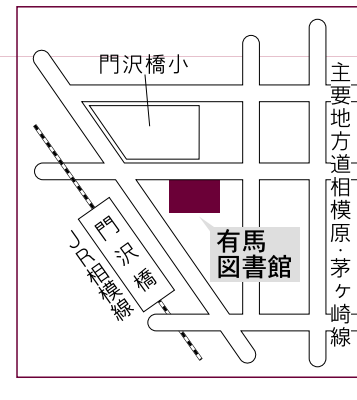 門沢橋小
主要地方道相模原・茅ヶ崎線
有馬
図書館
門沢橋
JR相模線